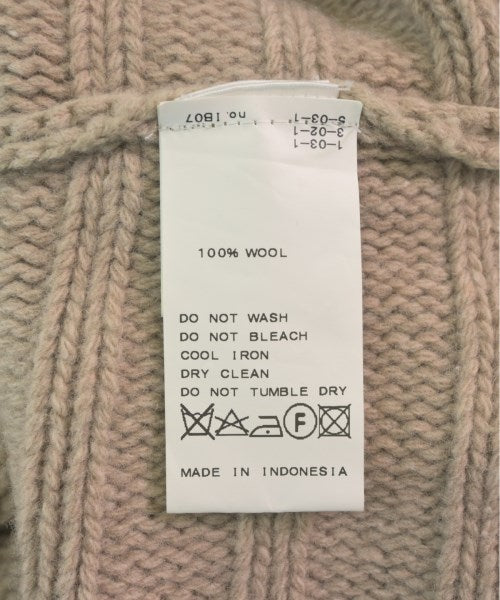 no. IB07
5-03-1
3-02-1
1-03-1
100% WOOL
DO NOT WASH
DO NOT BLEACH
COOL IRON
DRY CLEAN
DO NOT TUMBLE DRY
F
MADE IN INDONESIA